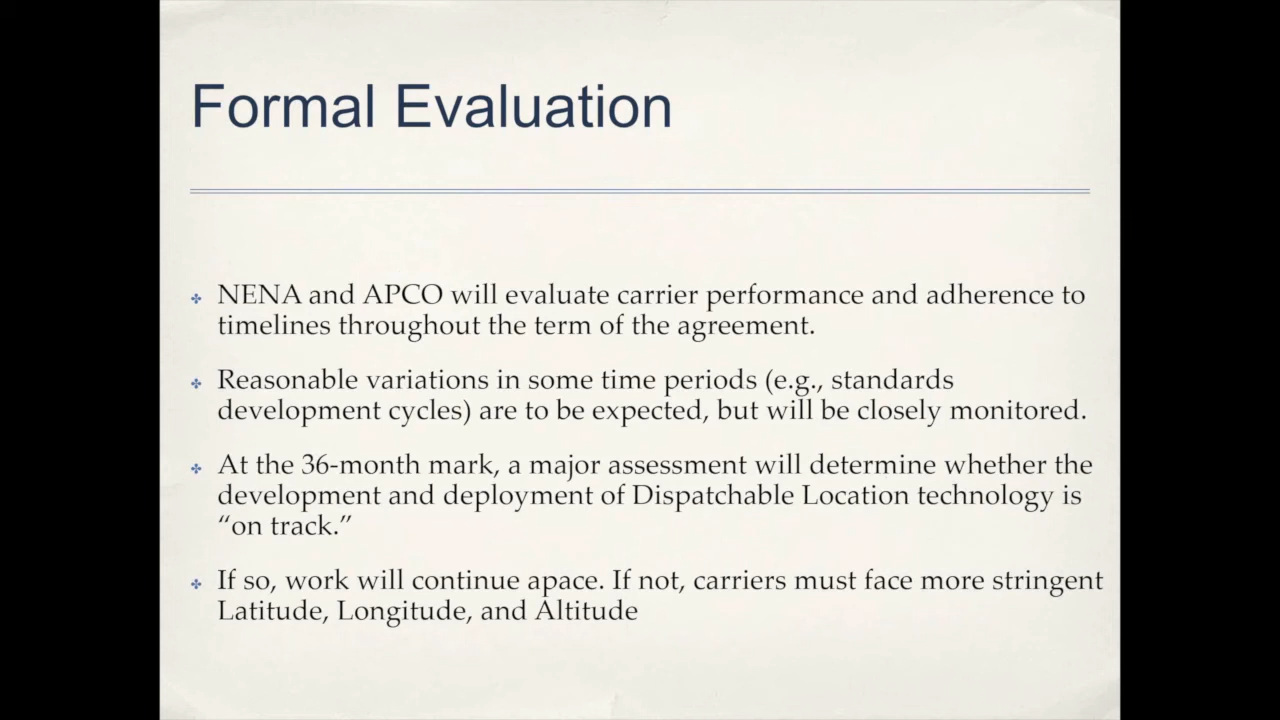 Formal Evaluation
NENA and APCO will evaluate carrier performance and adherence to
timelines throughout the term of the agreement.
Reasonable variations in some time periods (e.g., standards
development cycles) are to be expected, but will be closely monitored.
At the 36-month mark, a major assessment will determine whether the
development and deployment of Dispatchable Location technology is
“on track.”
If so, work will continue apace. If not, carriers must face more stringent
Latitude, Longitude, and Altitude